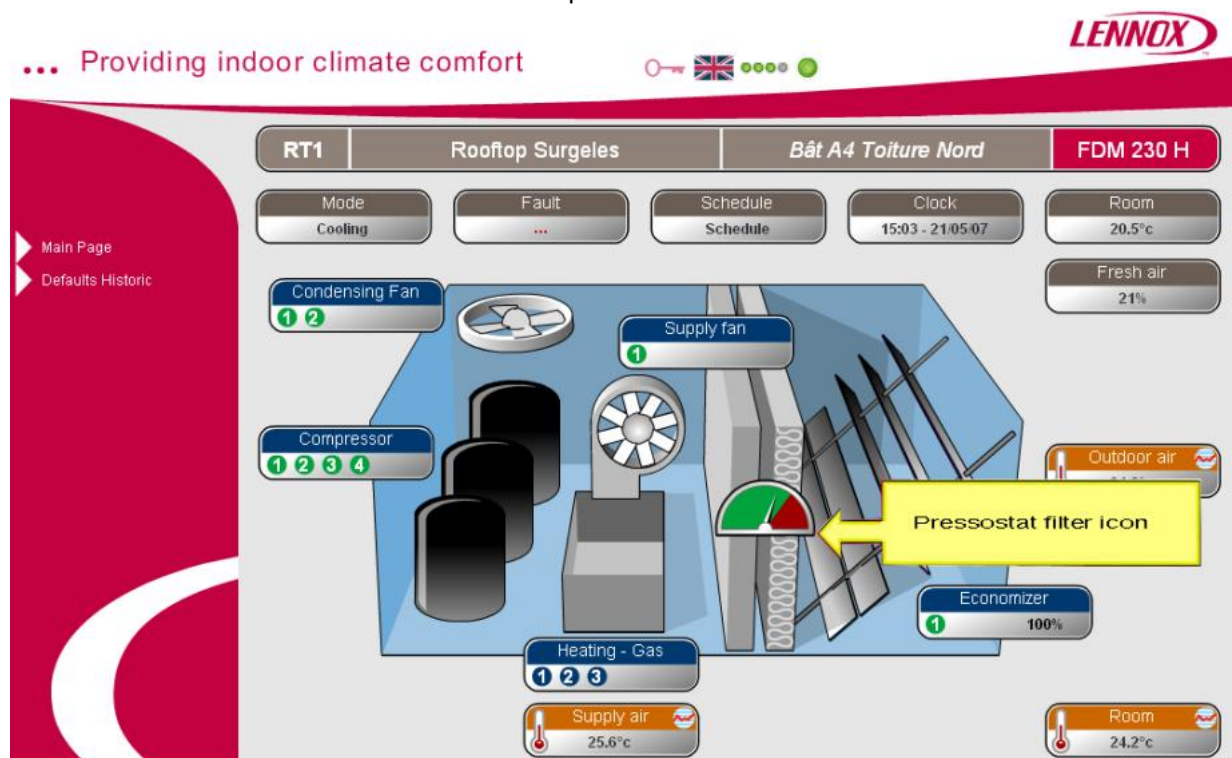 LENNOX
... Providing indoor climate comfort
RT1
Rooftop Surgeles
Bât A4 Toiture Nord
FDM 230 H
Mode
Cooling
Fault
...
Schedule
Schedule
Clock
15:03 - 21/05/07
Room
20.5°c
Main Page
Defaults Historic
Fresh air
21%
Condensing Fan
1 2
Supply fan
1
Compressor
1 2 3 4
Outdoor air
Pressostat filter icon
Economizer
1 100%
Heating - Gas
1 2 3
Supply air
25.6°c
Room
24.2°c